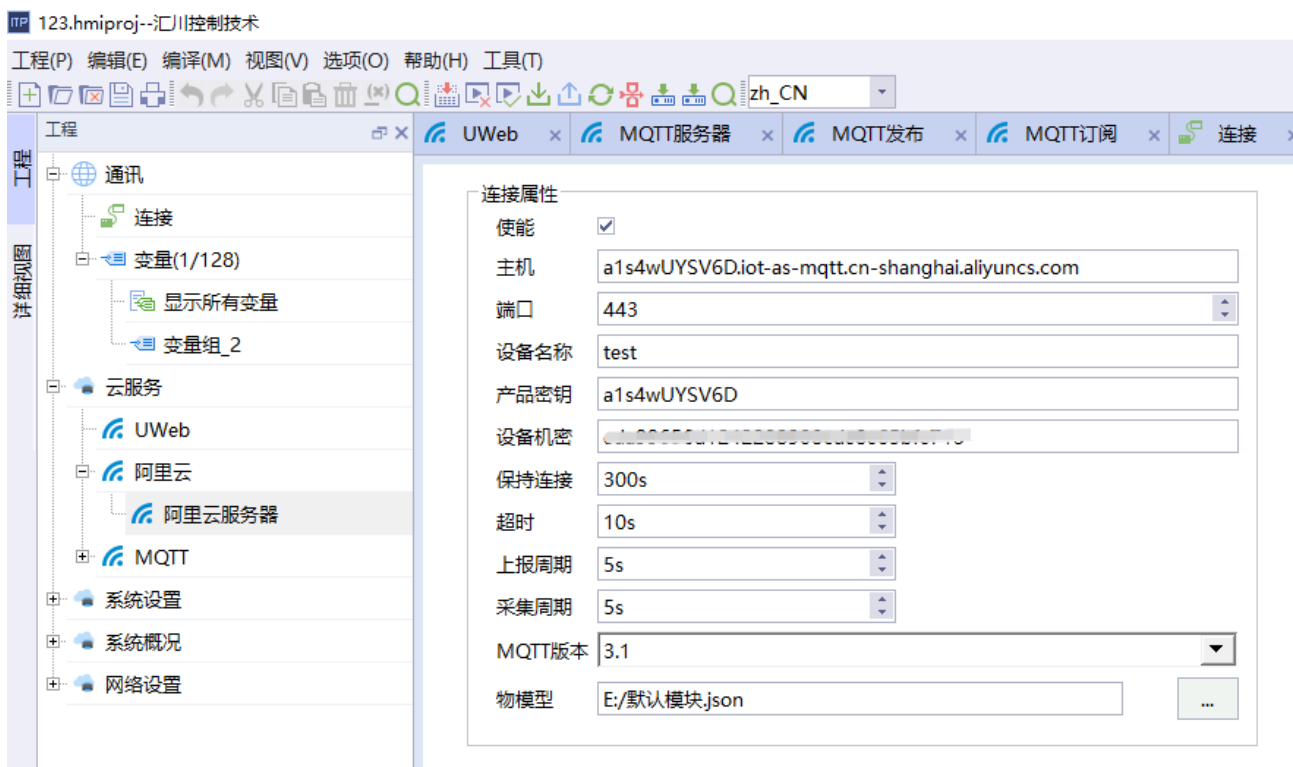 ITP 123.hmiproj--汇川控制技术
工程(P) 编辑(E) 编译(M) 视图(V) 选项(O) 帮助(H) 工具(T)
zh_CN
工程
详细视图
工程
通讯
连接
变量(1/128)
显示所有变量
变量组_2
云服务
UWeb
阿里云
阿里云服务器
MQTT
系统设置
系统概况
网络设置
UWeb MQTT服务器 MQTT发布 MQTT订阅 连接
连接属性
使能
主机 a1s4wUYSV6D.iot-as-mqtt.cn-shanghai.aliyuncs.com
端口 443
设备名称 test
产品密钥 a1s4wUYSV6D
设备机密
保持连接 300s
超时 10s
上报周期 5s
采集周期 5s
MQTT版本 3.1
物模型 E:/默认模块.json ...